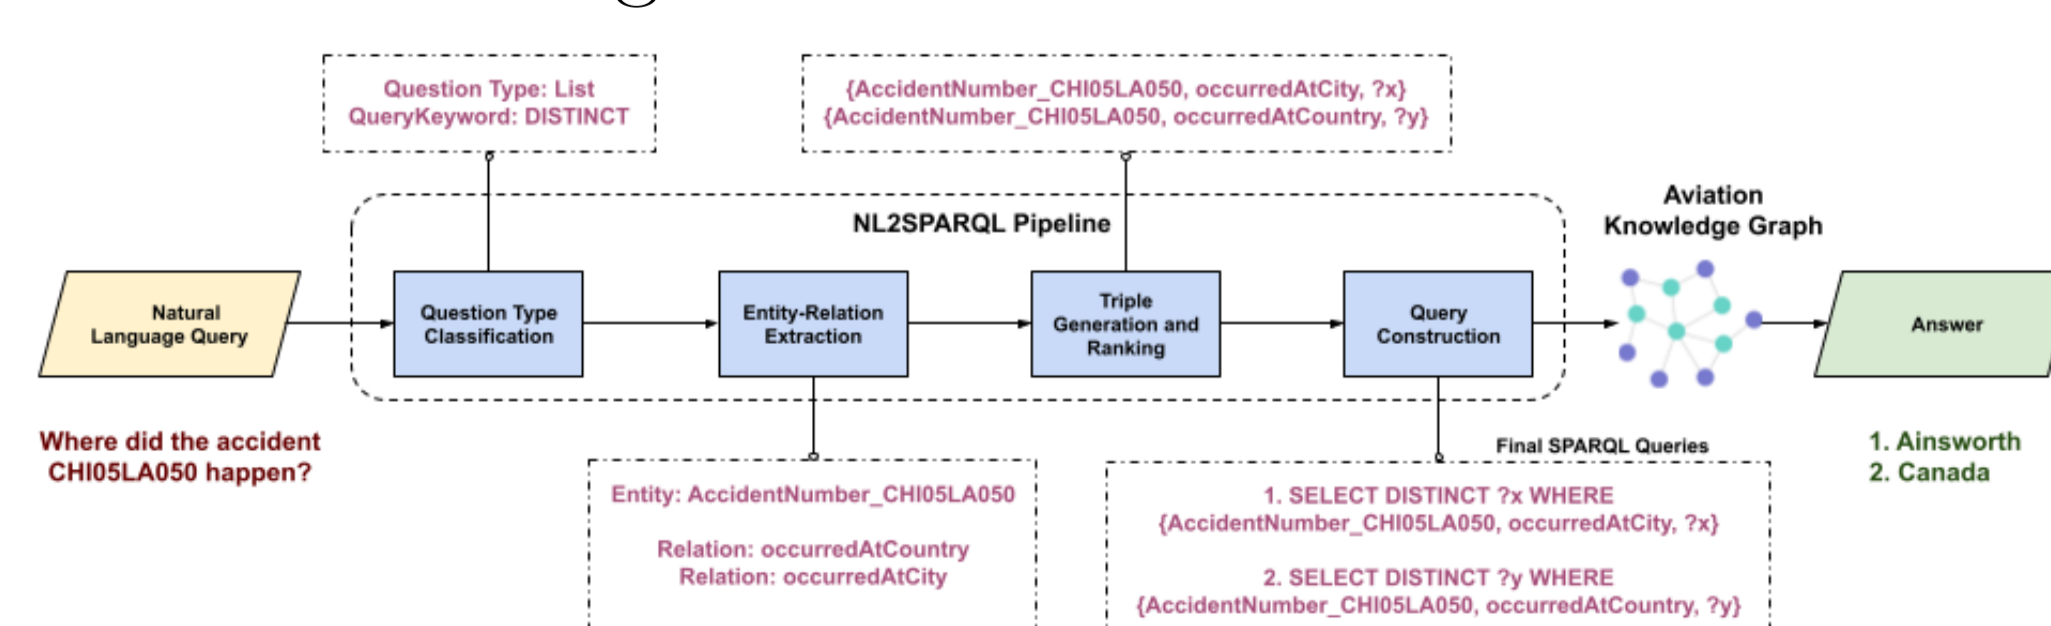 Question Type: List
QueryKeyword: DISTINCT
{AccidentNumber_CHI05LA050, occurredAtCity, ?x}
{AccidentNumber_CHI05LA050, occurredAtCountry, ?y}
NL2SPARQL Pipeline
Aviation
Knowledge Graph
Natural
Language Query
Question Type
Classification
Entity-Relation
Extraction
Triple
Generation and
Ranking
Query
Construction
Answer
Where did the accident
CHI05LA050 happen?
Entity: AccidentNumber_CHI05LA050
Relation: occurredAtCountry
Relation: occurredAtCity
Final SPARQL Queries
1. SELECT DISTINCT ?x WHERE
{AccidentNumber_CHI05LA050, occurredAtCity, ?x}
2. SELECT DISTINCT ?y WHERE
{AccidentNumber_CHI05LA050, occurredAtCountry, ?y}
1. Ainsworth
2. Canada